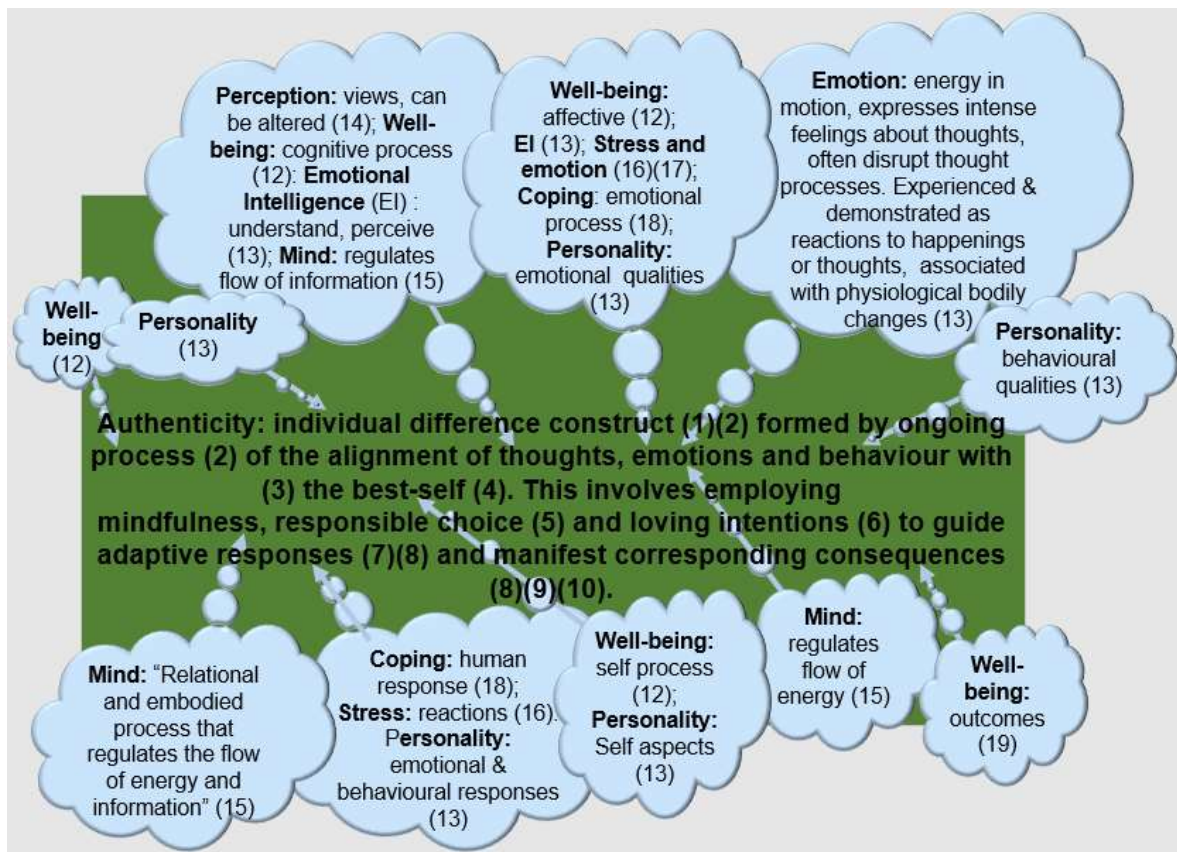 Perception: views, can
be altered (14); Well-
being: cognitive process
(12): Emotional
Intelligence (EI) :
understand, perceive
(13); Mind: regulates
flow of information (15)
Well-being:
affective (12);
EI (13); Stress and
emotion (16)(17);
Coping: emotional
process (18);
Personality:
emotional qualities
(13)
Emotion: energy in
motion, expresses intense
feelings about thoughts,
often disrupt thought
processes. Experienced &
demonstrated as
reactions to happenings
or thoughts, associated
with physiological bodily
changes (13)
Well-
being
(12)
Personality
(13)
Personality:
behavioural
qualities (13)
Authenticity: individual difference construct (1)(2) formed by ongoing
process (2) of the alignment of thoughts, emotions and behaviour with
(3) the best-self (4). This involves employing
mindfulness, responsible choice (5) and loving intentions (6) to guide
adaptive responses (7)(8) and manifest corresponding consequences
(8)(9)(10).
Mind: “Relational
and embodied
process that
regulates the flow
of energy and
information” (15)
Coping: human
response (18);
Stress: reactions (16).
Personality:
emotional &
behavioural responses
(13)
Well-being:
self process
(12);
Personality:
Self aspects
(13)
Mind:
regulates
flow of
energy (15)
Well-
being:
outcomes
(19)